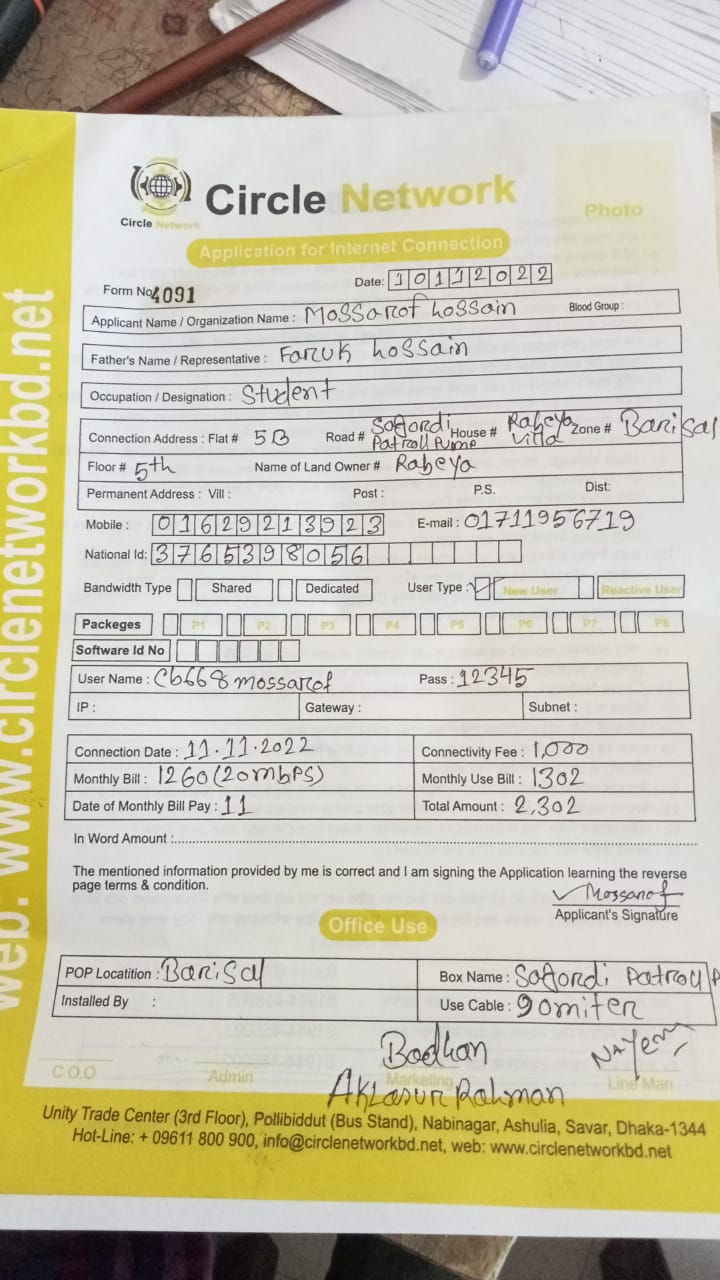 Circle Network
Circle Network
Photo
Application for Internet Connection
Form No. 4091
Date: 10112022
Applicant Name / Organization Name : Mossarof hossain Blood Group :
Father's Name / Representative : Faruk hossain
Occupation / Designation : Student
Connection Address : Flat # 5B Road # Sogordi Patroll Pump House # Rabeya Villa Zone # Barisal
Floor # 5th Name of Land Owner # Rabeya
Permanent Address : Vill : Post : P.S. Dist:
Mobile : 01629213923 E-mail : 01711956719
National Id: 3765398056
Bandwidth Type Shared Dedicated User Type : New User Reactive User
Packeges P1 P2 P3 P4 P5 P6 P7 P8
Software Id No
User Name : Cb668mossarof Pass : 12345
IP : Gateway : Subnet :
Connection Date : 11.11.2022 Connectivity Fee : 1,000
Monthly Bill : 1260 (20mbPS) Monthly Use Bill : 1302
Date of Monthly Bill Pay : 11 Total Amount : 2,302
In Word Amount :
The mentioned information provided by me is correct and I am signing the Application learning the reverse
page terms & condition.
Mossarof
Applicant's Signature
Office Use
POP Locatition : Barisal Box Name : Sogordi Patroll P
Installed By : Use Cable : 90miter
Bodhan Nayem
C.O.O Admin Marketing Line Man
Aklasur Rahman
Unity Trade Center (3rd Floor), Pollibiddut (Bus Stand), Nabinagar, Ashulia, Savar, Dhaka-1344
Hot-Line: + 09611 800 900, info@circlenetworkbd.net, web: www.circlenetworkbd.net
web: www.circlenetworkbd.net